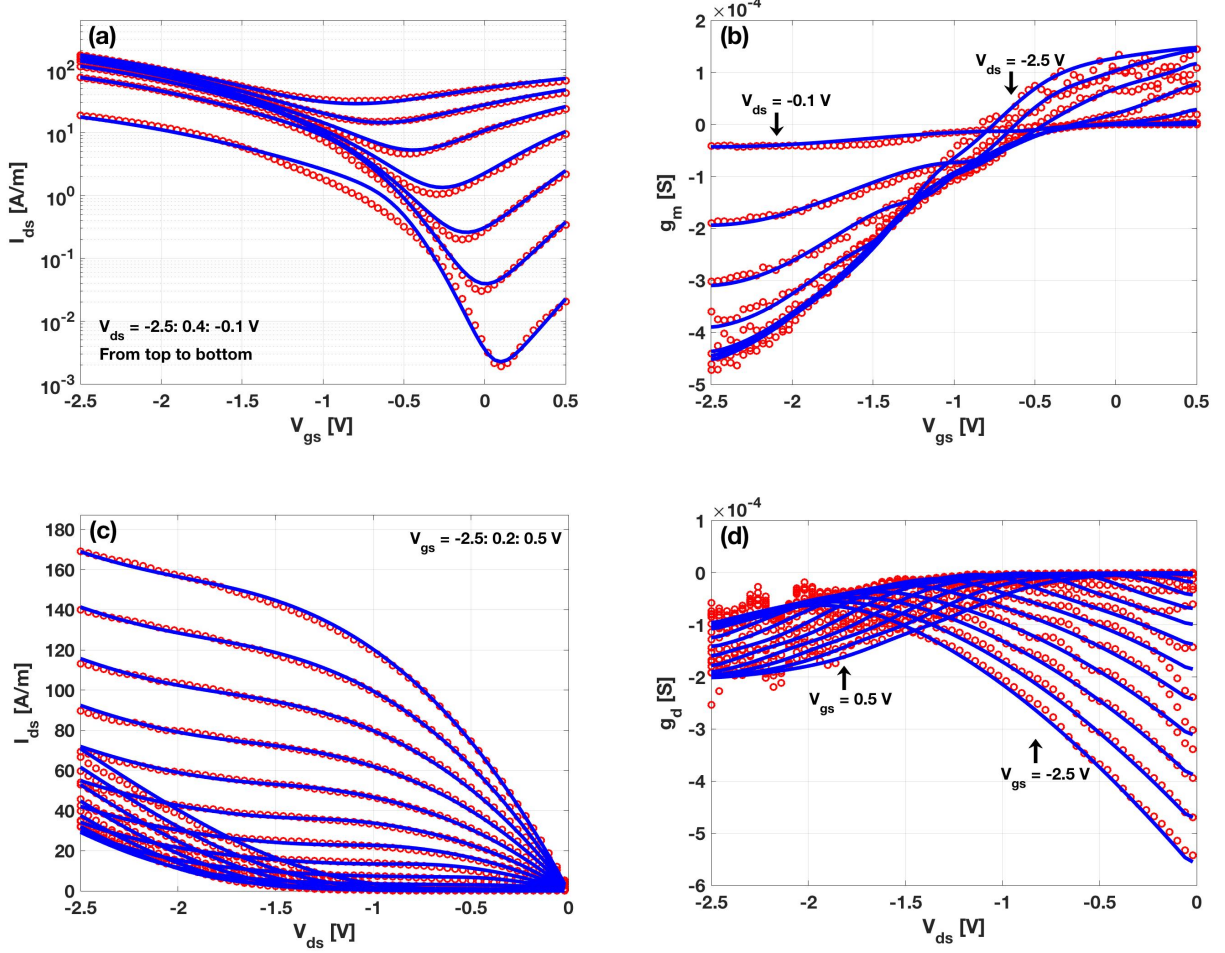 (a)
10^2
10^1
10^0
10^-1
10^-2
10^-3
I_ds [A/m]
V_ds = -2.5: 0.4: -0.1 V
From top to bottom
-2.5 -2 -1.5 -1 -0.5 0 0.5
V_gs [V]
×10^-4
(b)
2
1
0
-1
-2
-3
-4
-5
g_m [S]
V_ds = -2.5 V
V_ds = -0.1 V
-2.5 -2 -1.5 -1 -0.5 0 0.5
V_gs [V]
(c)
V_gs = -2.5: 0.2: 0.5 V
180
160
140
120
100
80
60
40
20
0
I_ds [A/m]
-2.5 -2 -1.5 -1 -0.5 0
V_ds [V]
×10^-4
(d)
1
0
-1
-2
-3
-4
-5
-6
g_d [S]
V_gs = 0.5 V
V_gs = -2.5 V
-2.5 -2 -1.5 -1 -0.5 0
V_ds [V]